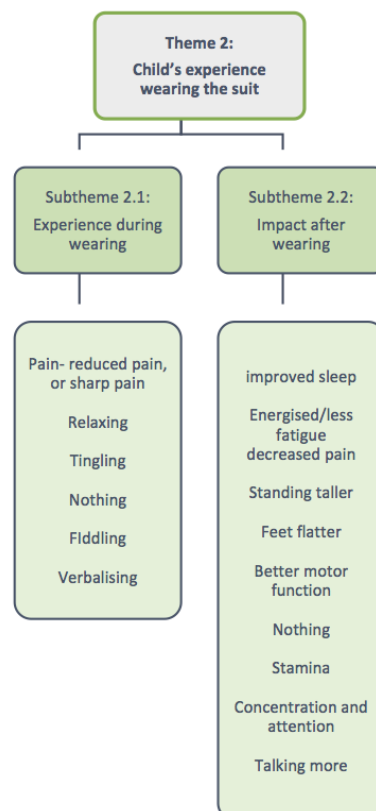 Theme 2:
Child's experience
wearing the suit
Subtheme 2.1:
Experience during
wearing
Subtheme 2.2:
Impact after
wearing
Pain- reduced pain,
or sharp pain
Relaxing
Tingling
Nothing
FIddling
Verbalising
improved sleep
Energised/less
fatigue
decreased pain
Standing taller
Feet flatter
Better motor
function
Nothing
Stamina
Concentration and
attention
Talking more